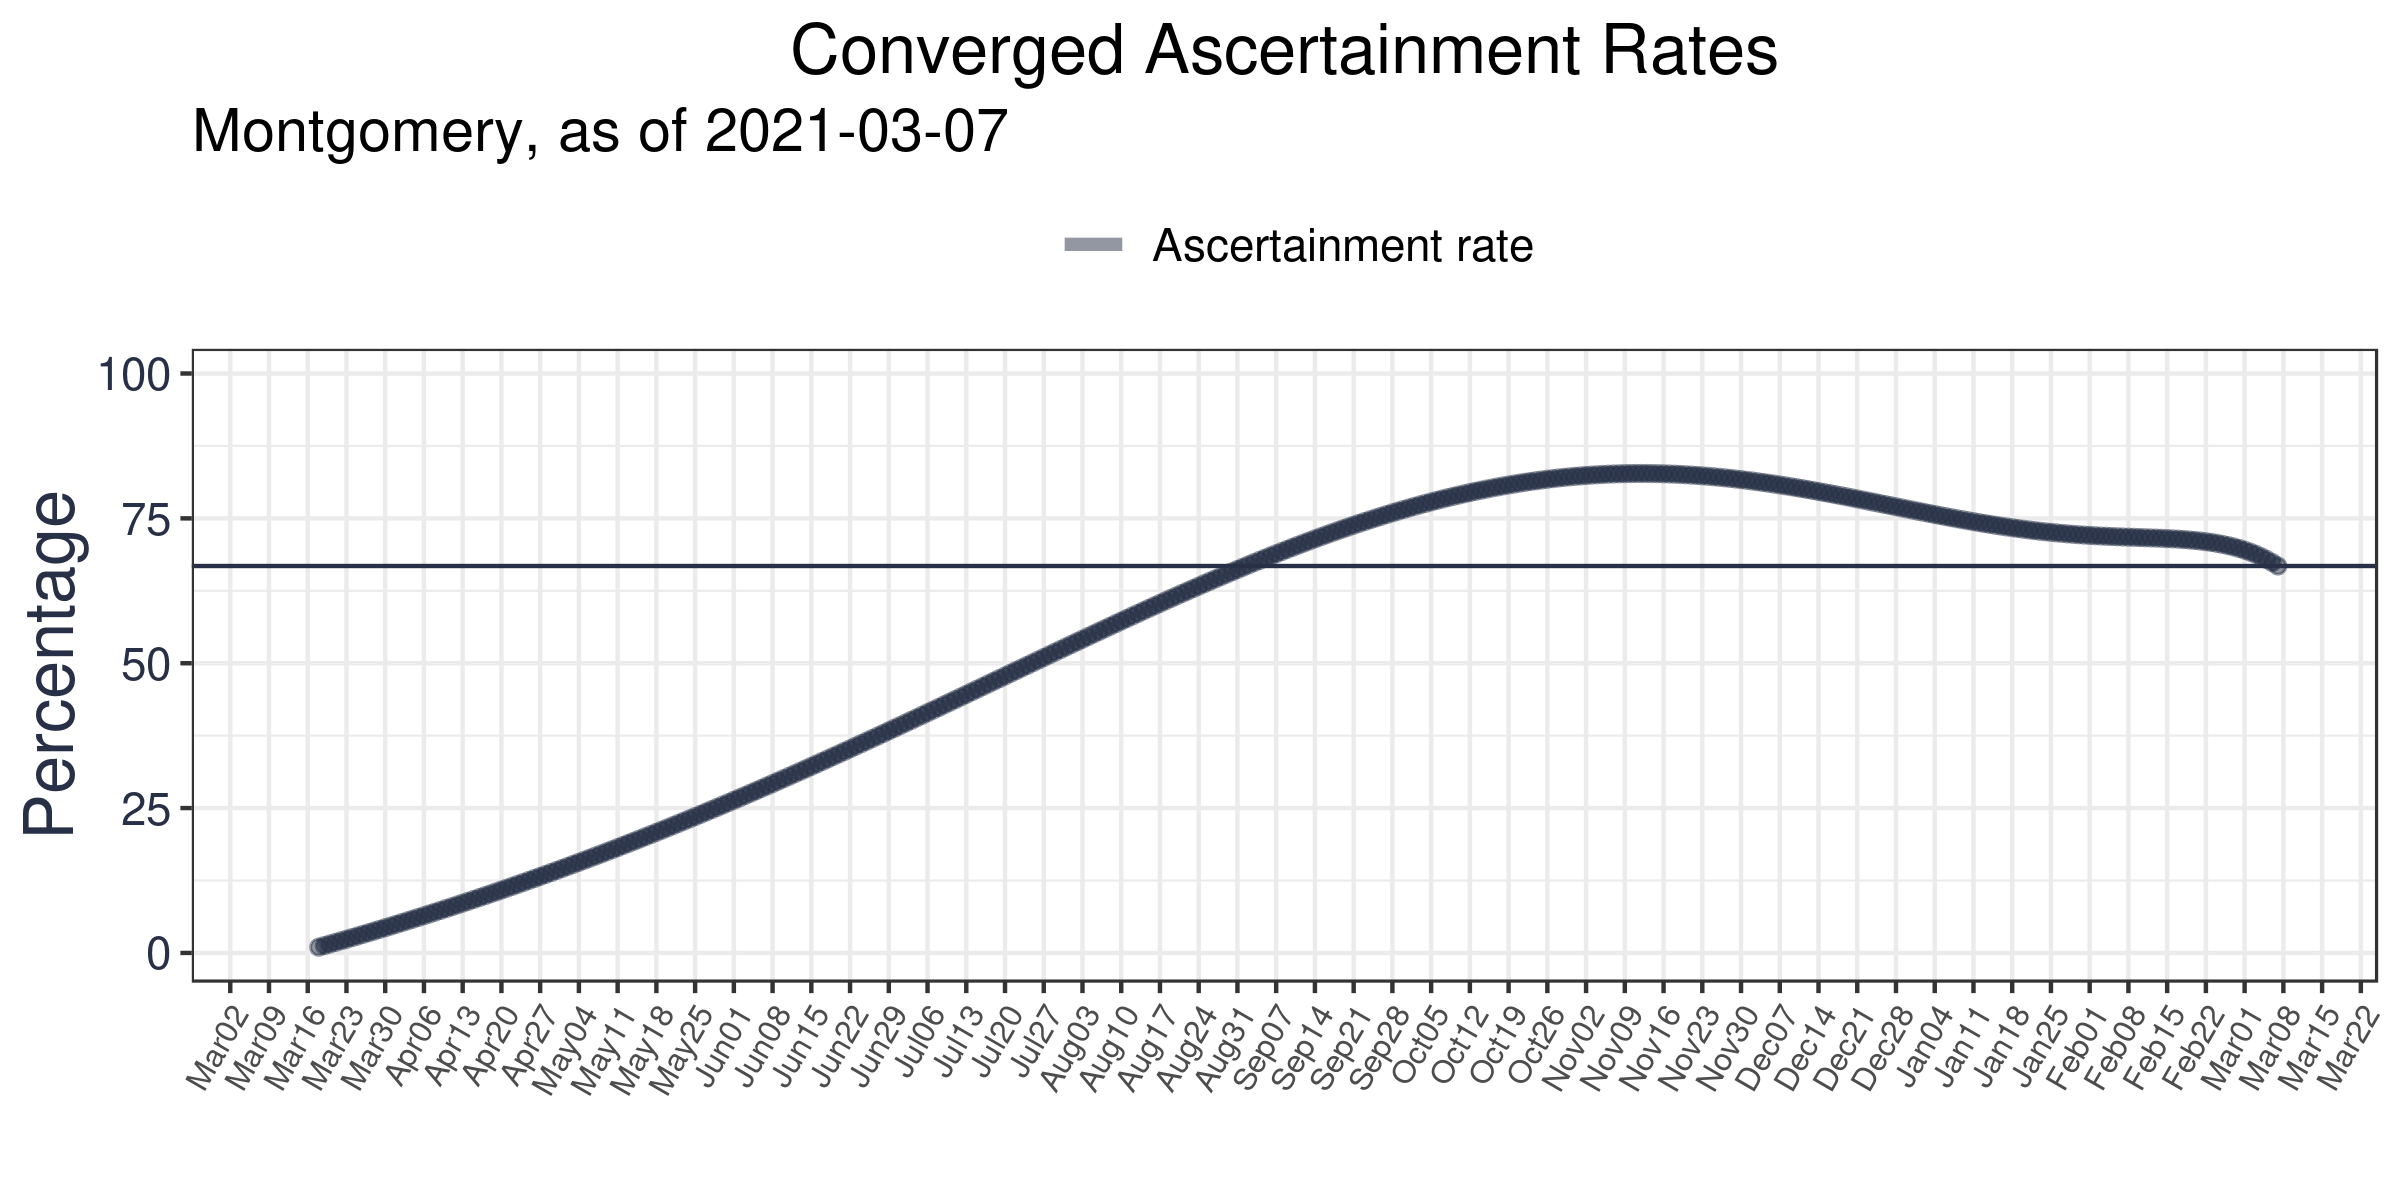 Converged Ascertainment Rates
Montgomery, as of 2021-03-07
Ascertainment rate
Percentage
100
75
50
25
0
Mar02 Mar09 Mar16 Mar23 Mar30 Apr06 Apr13 Apr20 Apr27 May04 May11 May18 May25 Jun01 Jun08 Jun15 Jun22 Jun29 Jul06 Jul13 Jul20 Jul27 Aug03 Aug10 Aug17 Aug24 Aug31 Sep07 Sep14 Sep21 Sep28 Oct05 Oct12 Oct19 Oct26 Nov02 Nov09 Nov16 Nov23 Nov30 Dec07 Dec14 Dec21 Dec28 Jan04 Jan11 Jan18 Jan25 Feb01 Feb08 Feb15 Feb22 Mar01 Mar08 Mar15 Mar22